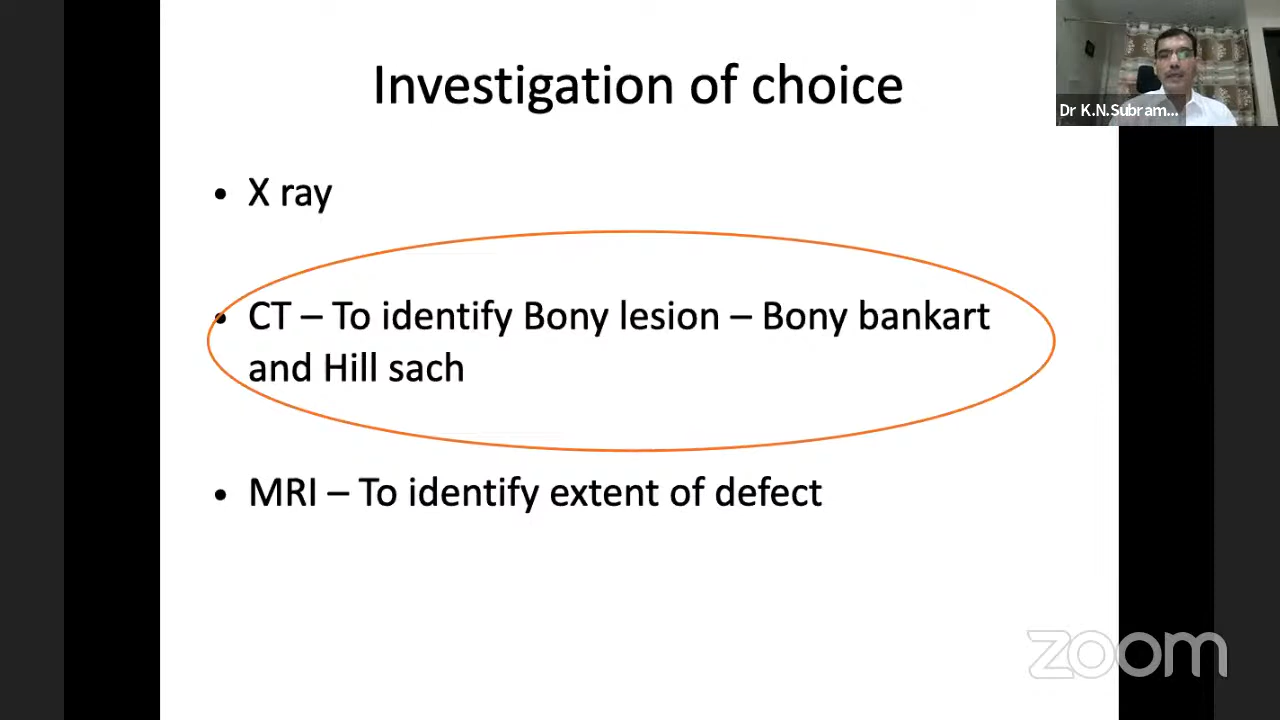 Investigation of choice
Dr K.N.Subram...
• X ray
• CT – To identify Bony lesion – Bony bankart
and Hill sach
• MRI – To identify extent of defect
zoom